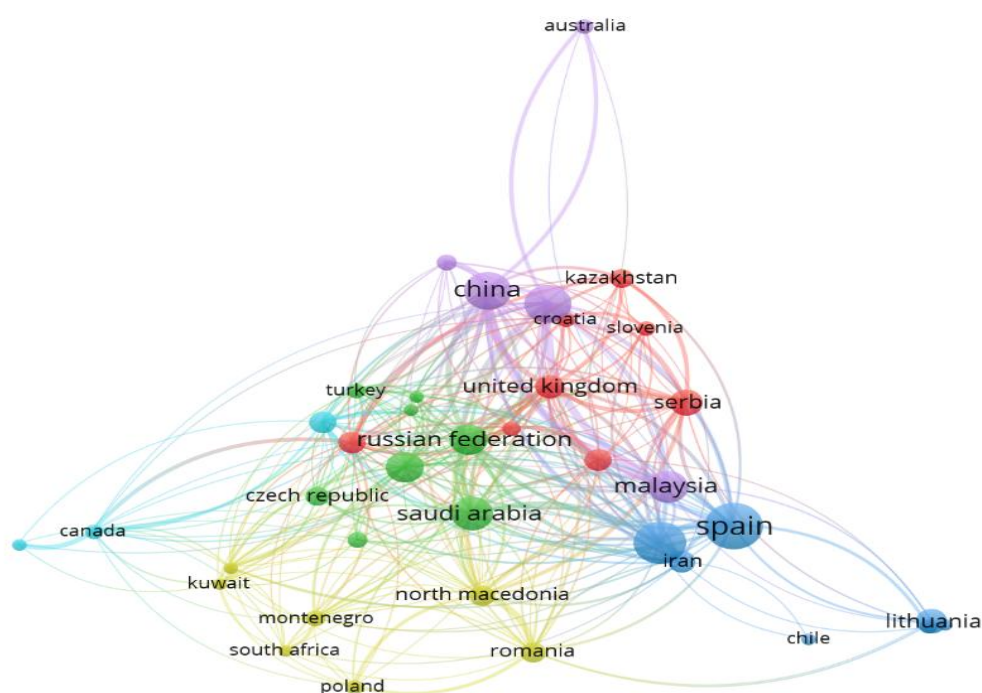 australia
kazakhstan
china
croatia
slovenia
united kingdom
turkey
serbia
russian federation
malaysia
czech republic
saudi arabia
spain
canada
iran
kuwait
north macedonia
montenegro
lithuania
chile
south africa
romania
poland